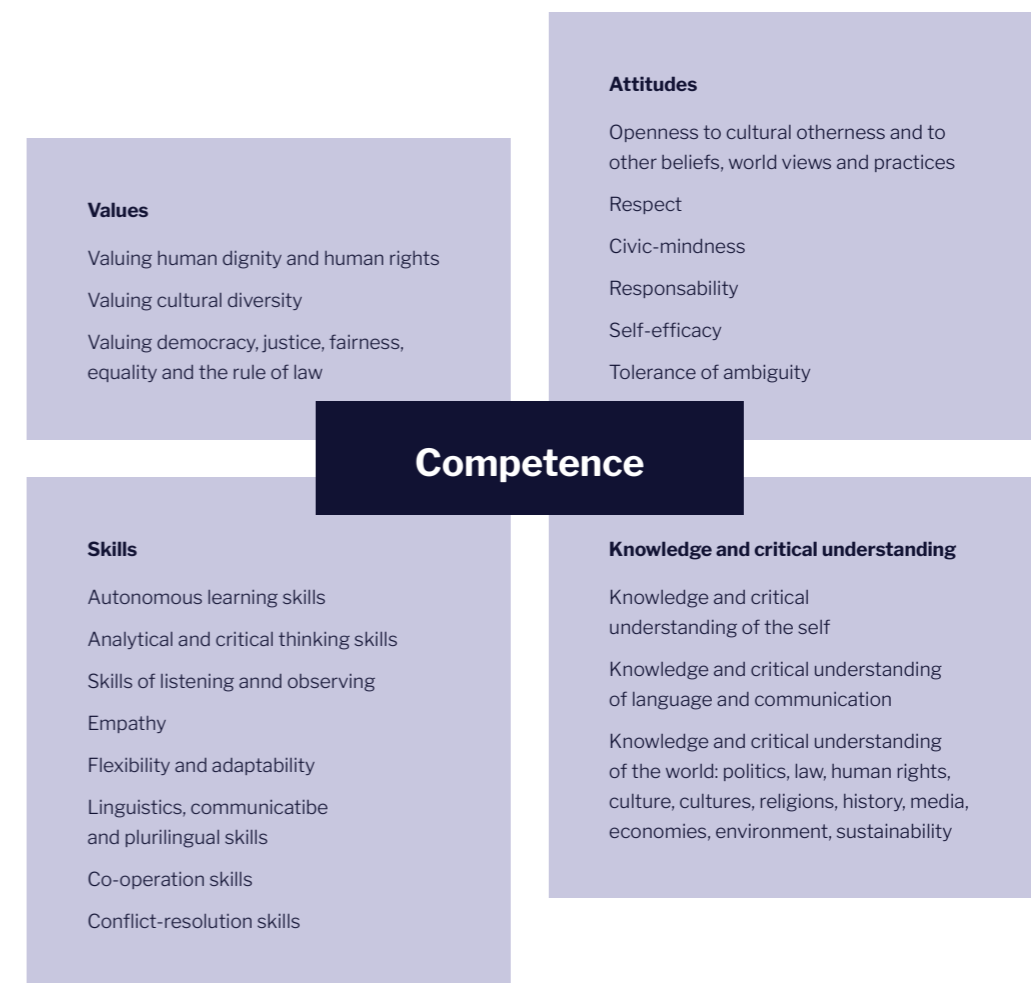 Values
Valuing human dignity and human rights
Valuing cultural diversity
Valuing democracy, justice, fairness,
equality and the rule of law
Attitudes
Openness to cultural otherness and to
other beliefs, world views and practices
Respect
Civic-mindness
Responsability
Self-efficacy
Tolerance of ambiguity
Competence
Skills
Autonomous learning skills
Analytical and critical thinking skills
Skills of listening annd observing
Empathy
Flexibility and adaptability
Linguistics, communicatibe
and plurilingual skills
Co-operation skills
Conflict-resolution skills
Knowledge and critical understanding
Knowledge and critical
understanding of the self
Knowledge and critical understanding
of language and communication
Knowledge and critical understanding
of the world: politics, law, human rights,
culture, cultures, religions, history, media,
economies, environment, sustainability